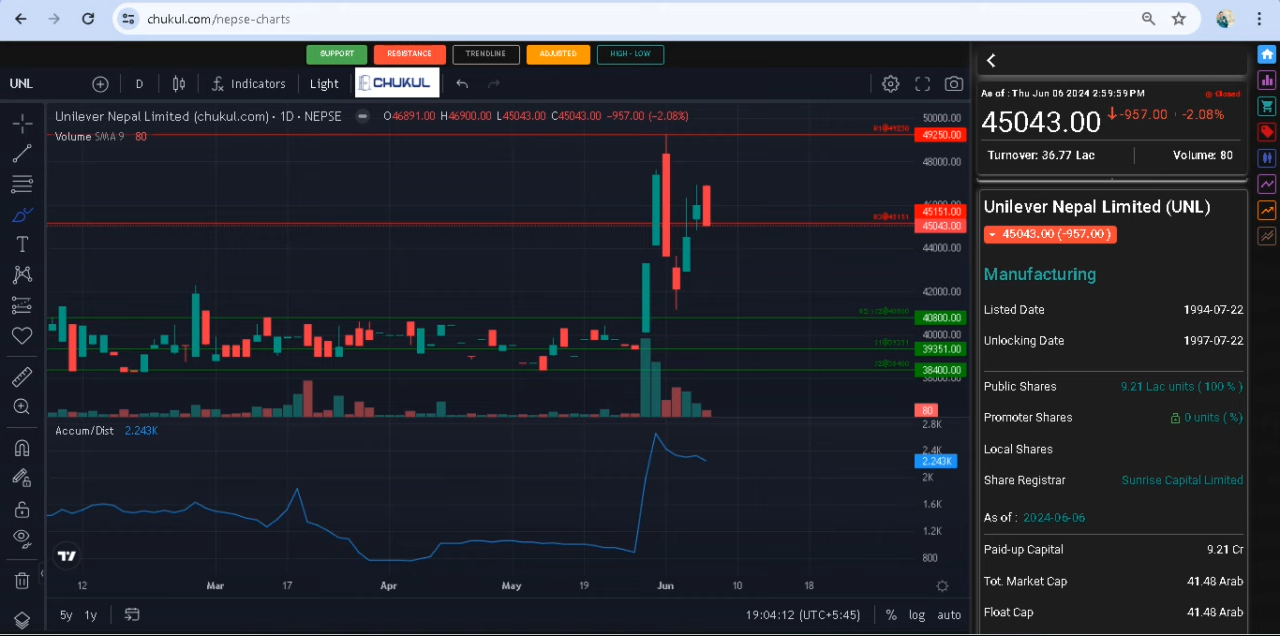 chukul.com/nepse-charts
SUPPORT RESISTANCE TRENDLINE ADJUSTED HIGH - LOW
UNL D Indicators Light CHUKUL
Unilever Nepal Limited (chukul.com) · 1D · NEPSE O46891.00 H46900.00 L45043.00 C45043.00 −957.00 (−2.08%)
Volume SMA 9 80
50000.00
49250.00
48000.00
45151.00
45043.00
44000.00
42000.00
40800.00
40000.00
39351.00
38400.00
80
Accum/Dist 2.243K
2.8K
2.4K
2.243K
2K
1.6K
1.2K
800
12 Mar 17 Apr May 19 Jun 10 18
5y 1y 19:04:12 (UTC+5:45) % log auto
As of : Thu Jun 06 2024 2:59:59 PM Closed
45043.00 -957.00 -2.08%
Turnover: 36.77 Lac Volume: 80
Unilever Nepal Limited (UNL)
45043.00 (-957.00 )
Manufacturing
Listed Date 1994-07-22
Unlocking Date 1997-07-22
Public Shares 9.21 Lac units ( 100 % )
Promoter Shares 0 units ( %)
Local Shares
Share Registrar Sunrise Capital Limited
As of : 2024-06-06
Paid-up Capital 9.21 Cr
Tot. Market Cap 41.48 Arab
Float Cap 41.48 Arab